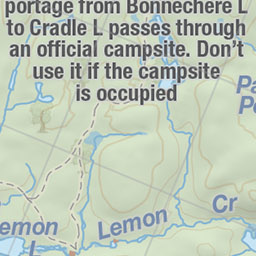 portage from Bonnechere L
to Cradle L passes through
an official campsite. Don't
use it if the campsite
is occupied
Lemon Cr
L